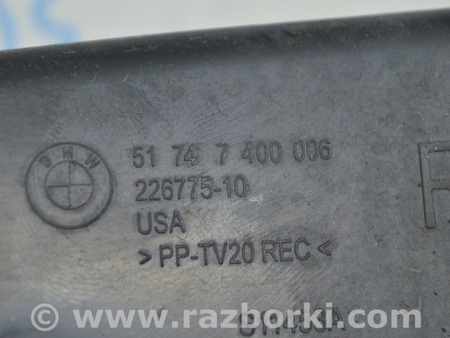 BMW
51 74 7 400 006
226775-10
USA
>PP-TV20 REC<
© www.razborki.com